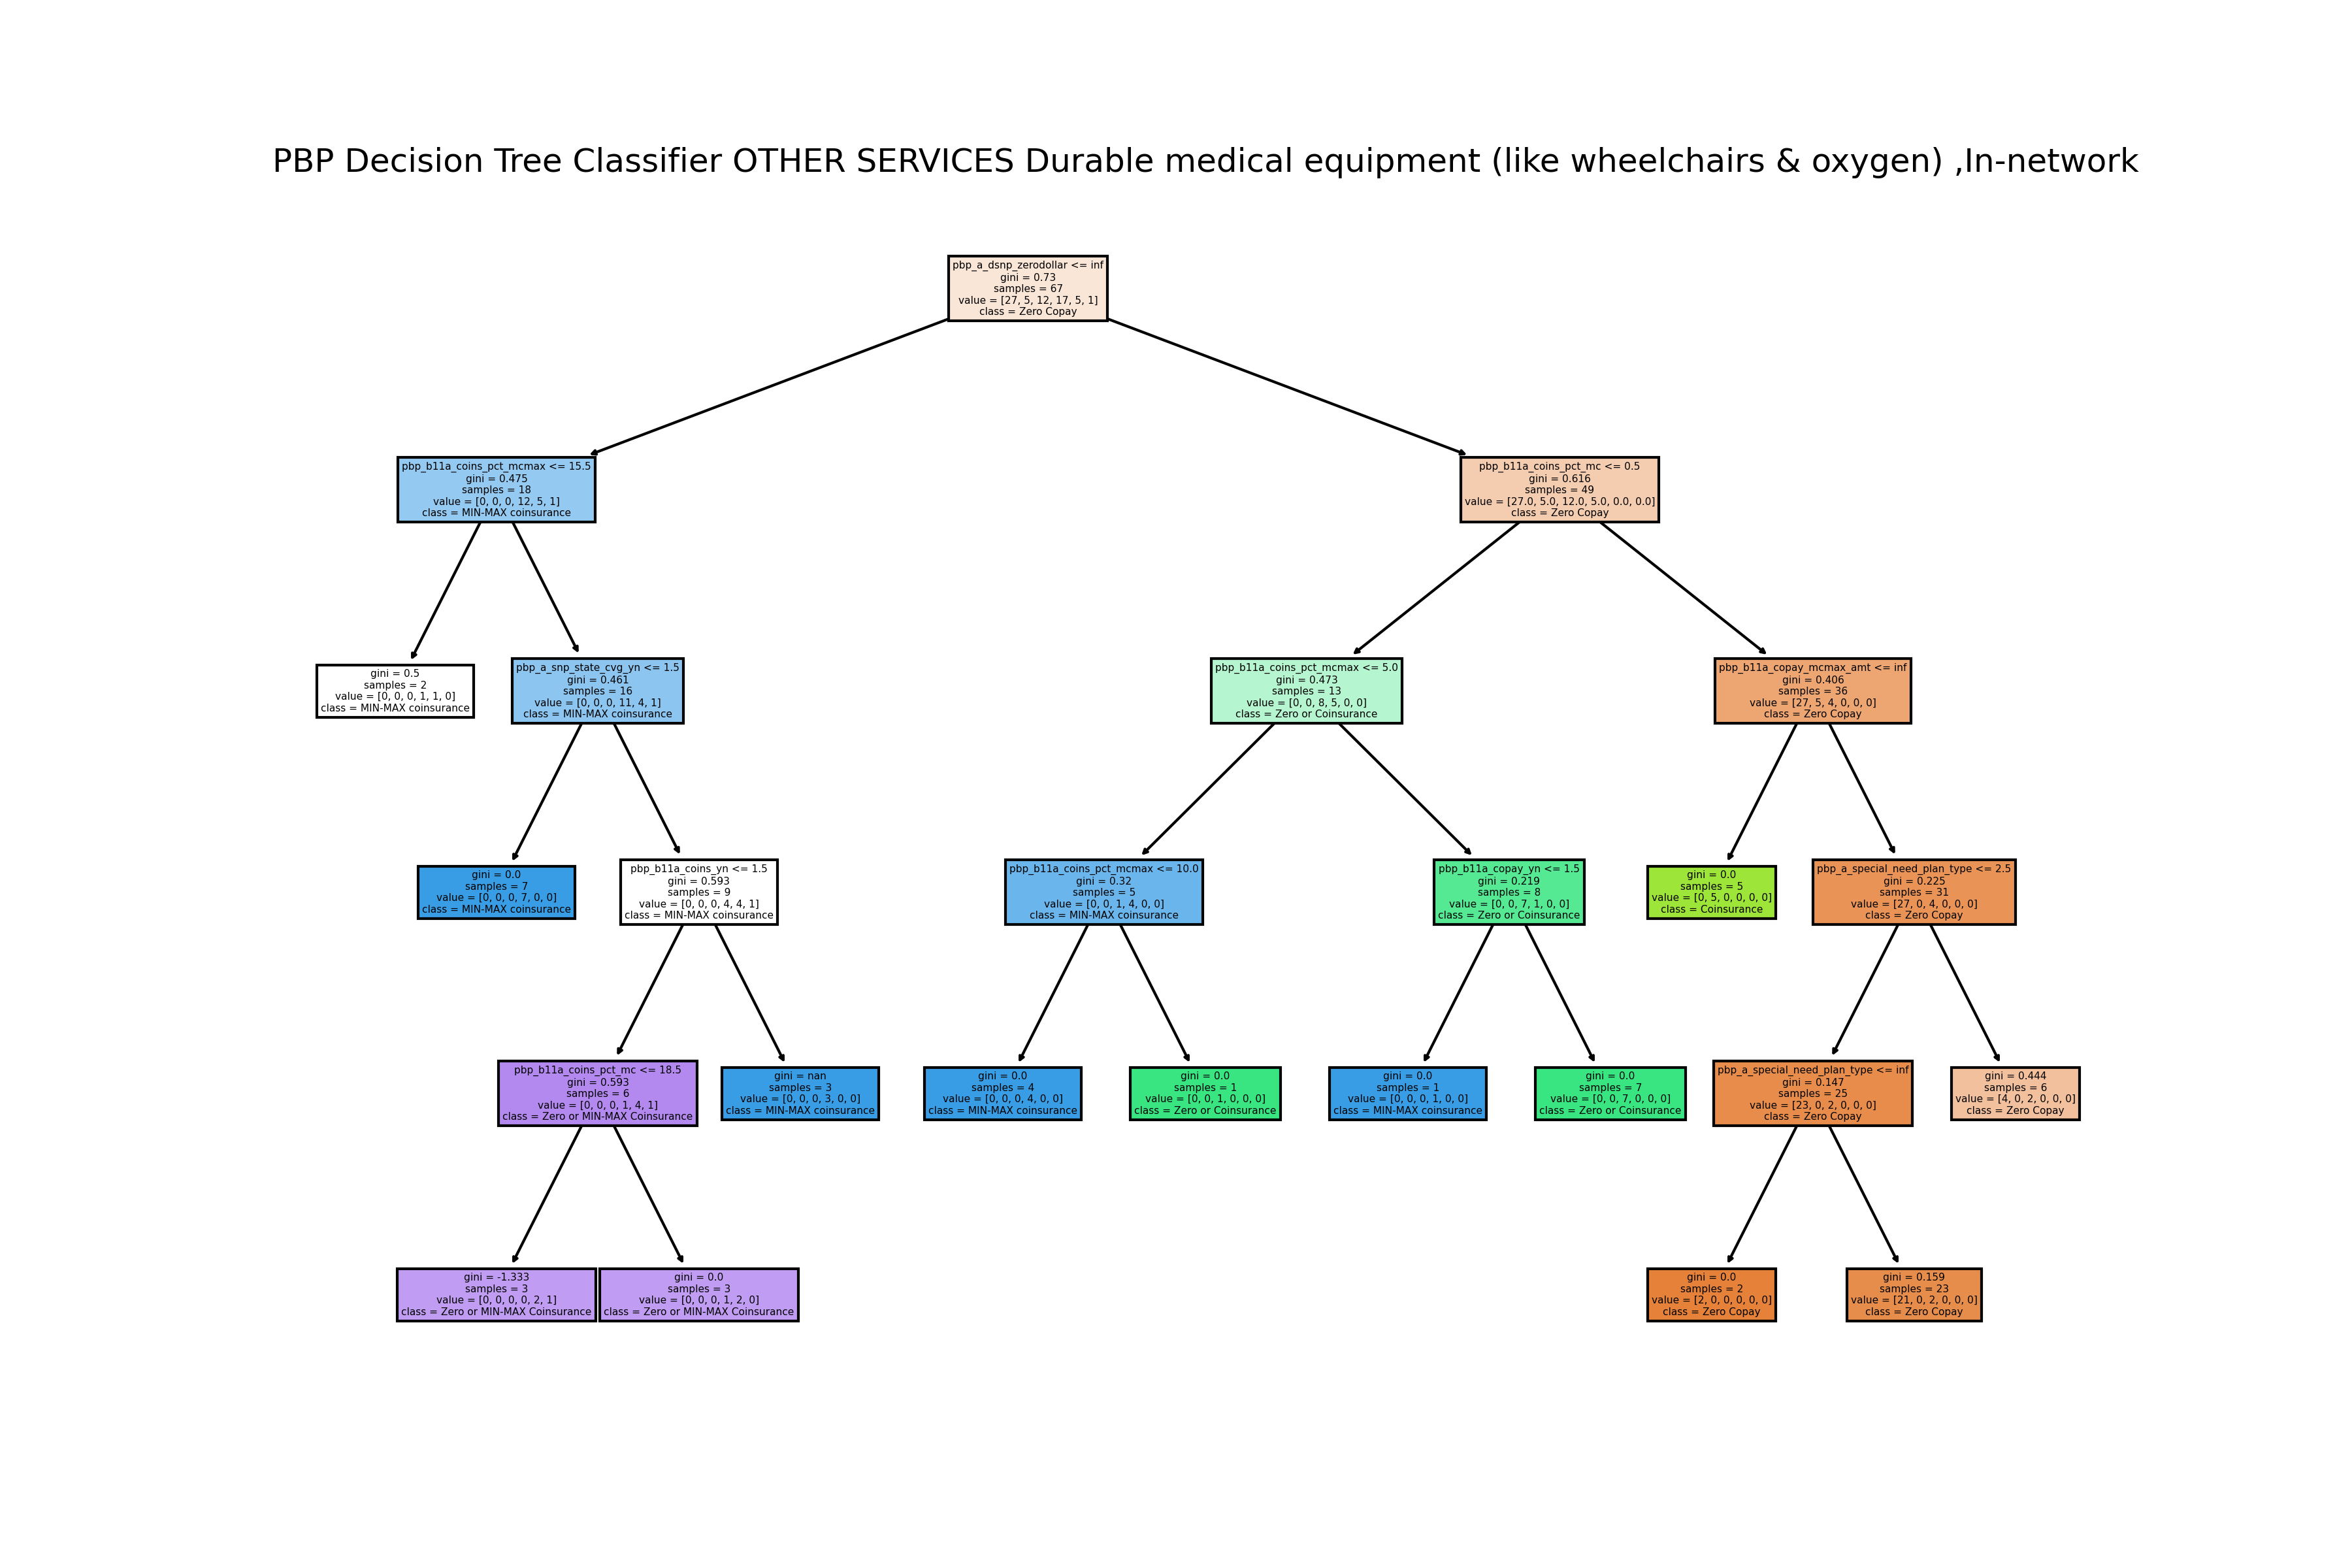 PBP Decision Tree Classifier OTHER SERVICES Durable medical equipment (like wheelchairs & oxygen) ,In-network
pbp_a_dsnp_zerodollar <= inf
gini = 0.73
samples = 67
value = [27, 5, 12, 17, 5, 1]
class = Zero Copay
pbp_b11a_coins_pct_mcmax <= 15.5
gini = 0.475
samples = 18
value = [0, 0, 0, 12, 5, 1]
class = MIN-MAX coinsurance
pbp_b11a_coins_pct_mc <= 0.5
gini = 0.616
samples = 49
value = [27.0, 5.0, 12.0, 5.0, 0.0, 0.0]
class = Zero Copay
gini = 0.5
samples = 2
value = [0, 0, 0, 1, 1, 0]
class = MIN-MAX coinsurance
pbp_a_snp_state_cvg_yn <= 1.5
gini = 0.461
samples = 16
value = [0, 0, 0, 11, 4, 1]
class = MIN-MAX coinsurance
pbp_b11a_coins_pct_mcmax <= 5.0
gini = 0.473
samples = 13
value = [0, 0, 8, 5, 0, 0]
class = Zero or Coinsurance
pbp_b11a_copay_mcmax_amt <= inf
gini = 0.406
samples = 36
value = [27, 5, 4, 0, 0, 0]
class = Zero Copay
gini = 0.0
samples = 7
value = [0, 0, 0, 7, 0, 0]
class = MIN-MAX coinsurance
pbp_b11a_coins_yn <= 1.5
gini = 0.593
samples = 9
value = [0, 0, 0, 4, 4, 1]
class = MIN-MAX coinsurance
pbp_b11a_coins_pct_mcmax <= 10.0
gini = 0.32
samples = 5
value = [0, 0, 1, 4, 0, 0]
class = MIN-MAX coinsurance
pbp_b11a_copay_yn <= 1.5
gini = 0.219
samples = 8
value = [0, 0, 7, 1, 0, 0]
class = Zero or Coinsurance
gini = 0.0
samples = 5
value = [0, 5, 0, 0, 0, 0]
class = Coinsurance
pbp_a_special_need_plan_type <= 2.5
gini = 0.225
samples = 31
value = [27, 0, 4, 0, 0, 0]
class = Zero Copay
pbp_b11a_coins_pct_mc <= 18.5
gini = 0.593
samples = 6
value = [0, 0, 0, 1, 4, 1]
class = Zero or MIN-MAX Coinsurance
gini = nan
samples = 3
value = [0, 0, 0, 3, 0, 0]
class = MIN-MAX coinsurance
gini = 0.0
samples = 4
value = [0, 0, 0, 4, 0, 0]
class = MIN-MAX coinsurance
gini = 0.0
samples = 1
value = [0, 0, 1, 0, 0, 0]
class = Zero or Coinsurance
gini = 0.0
samples = 1
value = [0, 0, 0, 1, 0, 0]
class = MIN-MAX coinsurance
gini = 0.0
samples = 7
value = [0, 0, 7, 0, 0, 0]
class = Zero or Coinsurance
pbp_a_special_need_plan_type <= inf
gini = 0.147
samples = 25
value = [23, 0, 2, 0, 0, 0]
class = Zero Copay
gini = 0.444
samples = 6
value = [4, 0, 2, 0, 0, 0]
class = Zero Copay
gini = -1.333
samples = 3
value = [0, 0, 0, 0, 2, 1]
class = Zero or MIN-MAX Coinsurance
gini = 0.0
samples = 3
value = [0, 0, 0, 1, 2, 0]
class = Zero or MIN-MAX Coinsurance
gini = 0.0
samples = 2
value = [2, 0, 0, 0, 0, 0]
class = Zero Copay
gini = 0.159
samples = 23
value = [21, 0, 2, 0, 0, 0]
class = Zero Copay